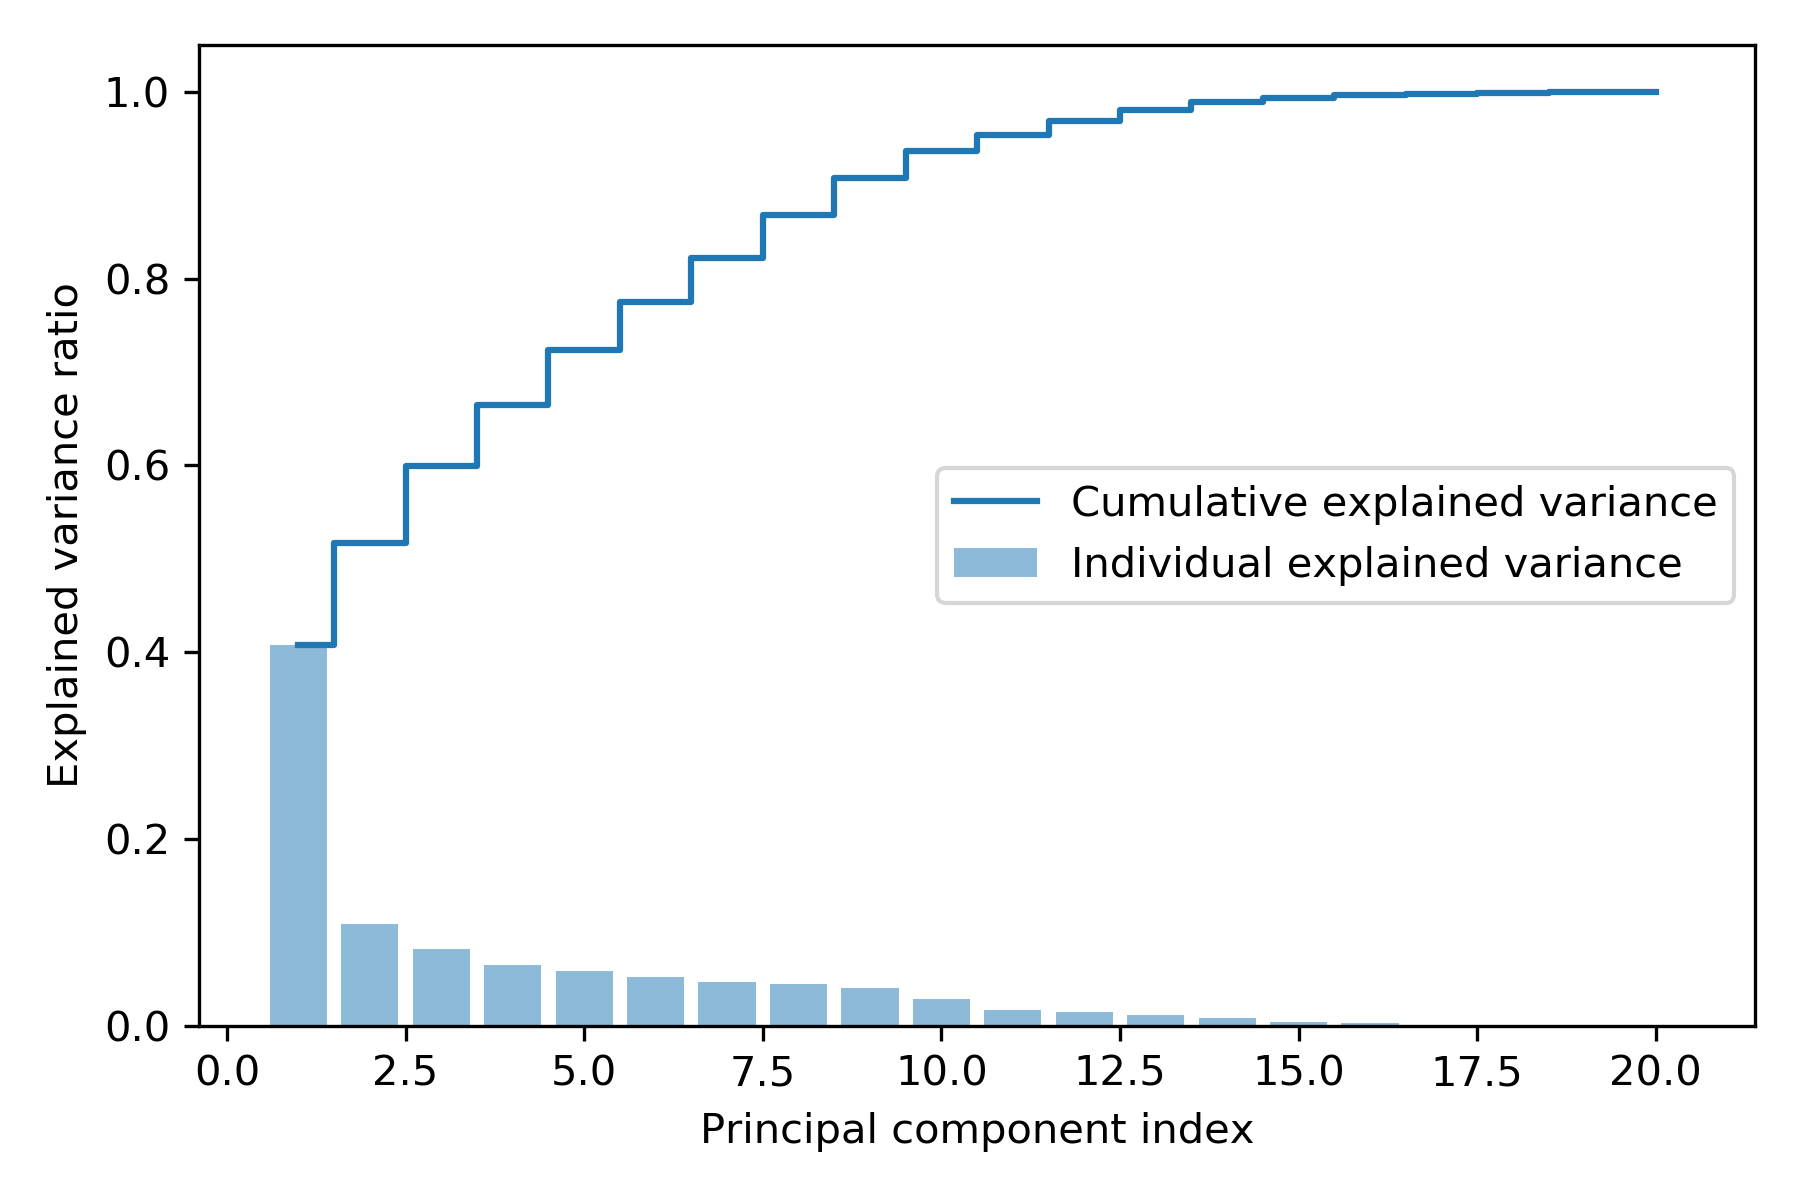 1.0
0.8
0.6
0.4
0.2
0.0
Explained variance ratio
Cumulative explained variance
Individual explained variance
0.0 2.5 5.0 7.5 10.0 12.5 15.0 17.5 20.0
Principal component index